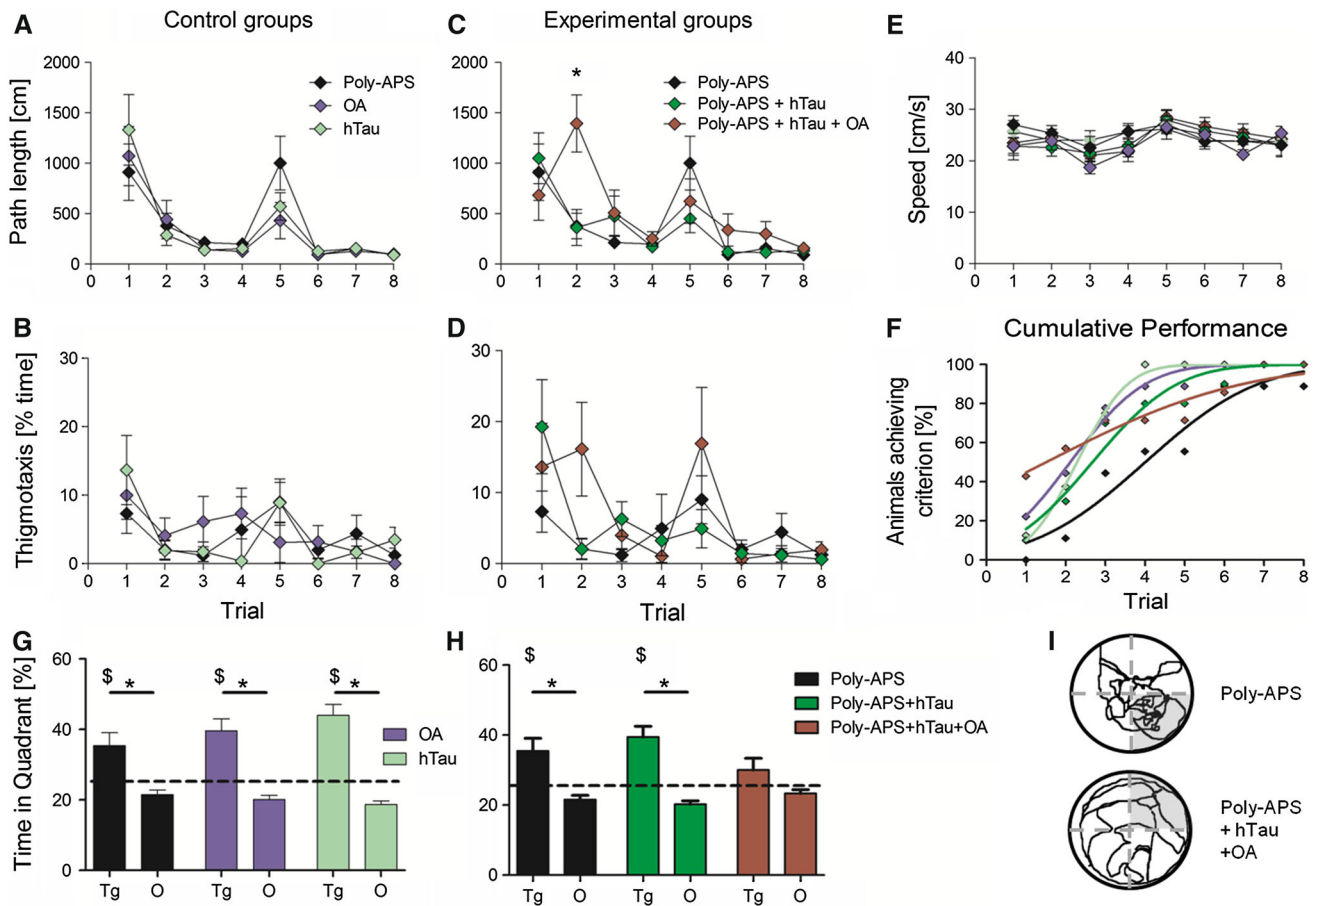 A
Control groups
Path length [cm]
2000
1500
1000
500
0
0 1 2 3 4 5 6 7 8
Poly-APS
OA
hTau
C
Experimental groups
2000
1500
1000
500
0
0 1 2 3 4 5 6 7 8
*
Poly-APS
Poly-APS + hTau
Poly-APS + hTau + OA
E
Speed [cm/s]
40
30
20
10
0
0 1 2 3 4 5 6 7 8
B
Thigmotaxis [% time]
30
20
10
0
0 1 2 3 4 5 6 7 8
Trial
D
30
20
10
0
0 1 2 3 4 5 6 7 8
Trial
F
Cumulative Performance
Animals achieving
criterion [%]
100
80
60
40
20
0
0 1 2 3 4 5 6 7 8
Trial
G
Time in Quadrant [%]
60
40
20
0
$ * $ * $ *
OA
hTau
Tg O Tg O Tg O
H
60
40
20
0
$ * $ *
Poly-APS
Poly-APS+hTau
Poly-APS+hTau+OA
Tg O Tg O Tg O
I
Poly-APS
Poly-APS
+ hTau
+OA